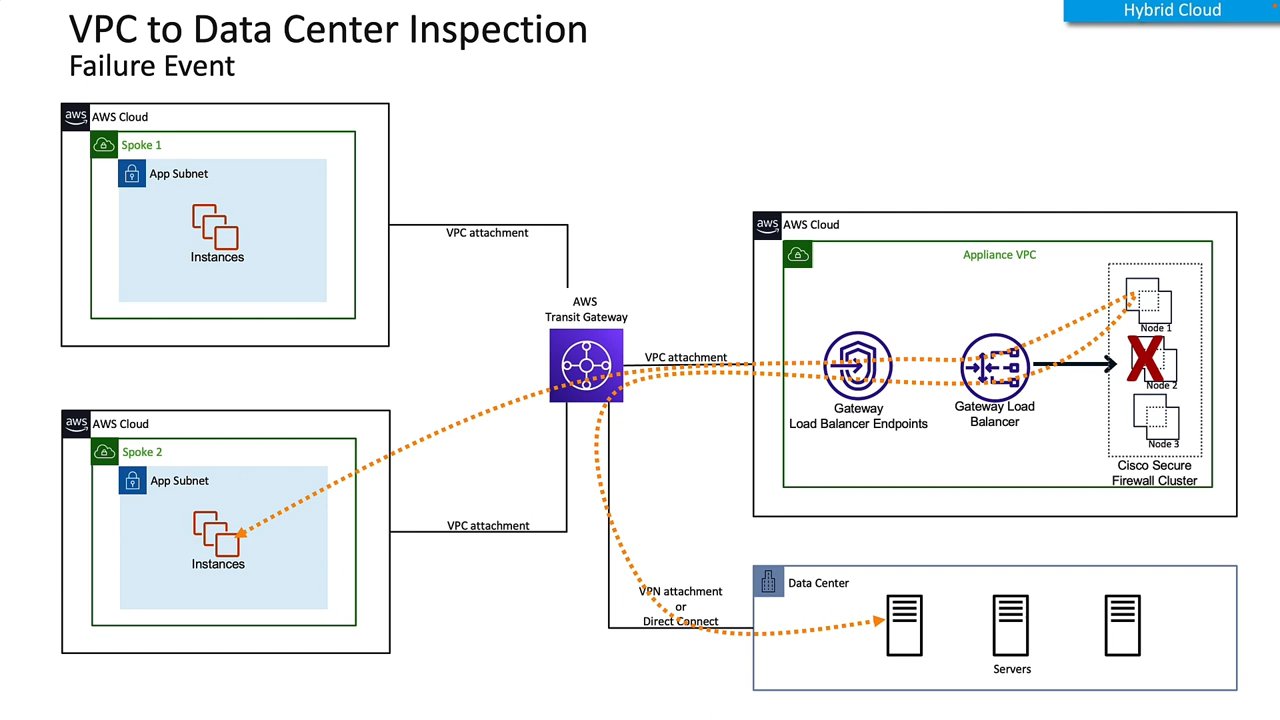 Hybrid Cloud
VPC to Data Center Inspection
Failure Event
aws
AWS Cloud
Spoke 1
App Subnet
Instances
VPC attachment
AWS
Transit Gateway
VPC attachment
aws
AWS Cloud
Appliance VPC
Gateway
Load Balancer Endpoints
Gateway Load
Balancer
Node 1
X
Node 2
Node 3
Cisco Secure
Firewall Cluster
aws
AWS Cloud
Spoke 2
App Subnet
Instances
VPC attachment
VPN attachment
or
Direct Connect
Data Center
Servers